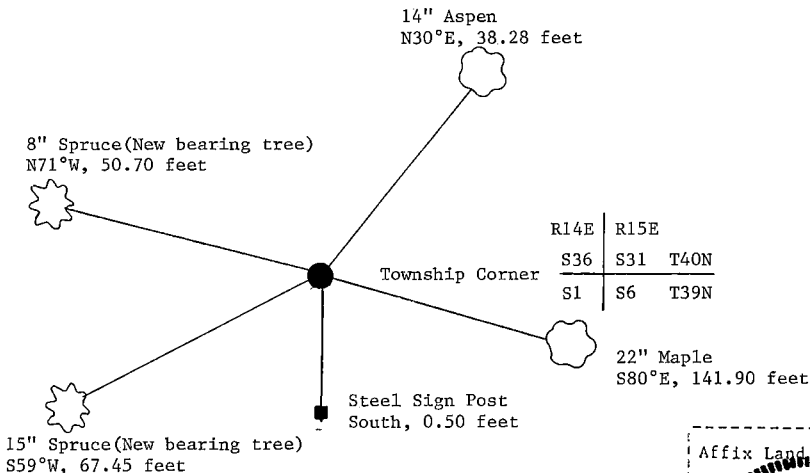 14" Aspen
N30°E, 38.28 feet
8" Spruce(New bearing tree)
N71°W, 50.70 feet
R14E R15E
S36 S31 T40N
Township Corner
S1 S6 T39N
22" Maple
S80°E, 141.90 feet
Steel Sign Post
South, 0.50 feet
15" Spruce(New bearing tree)
S59°W, 67.45 feet
Affix Land